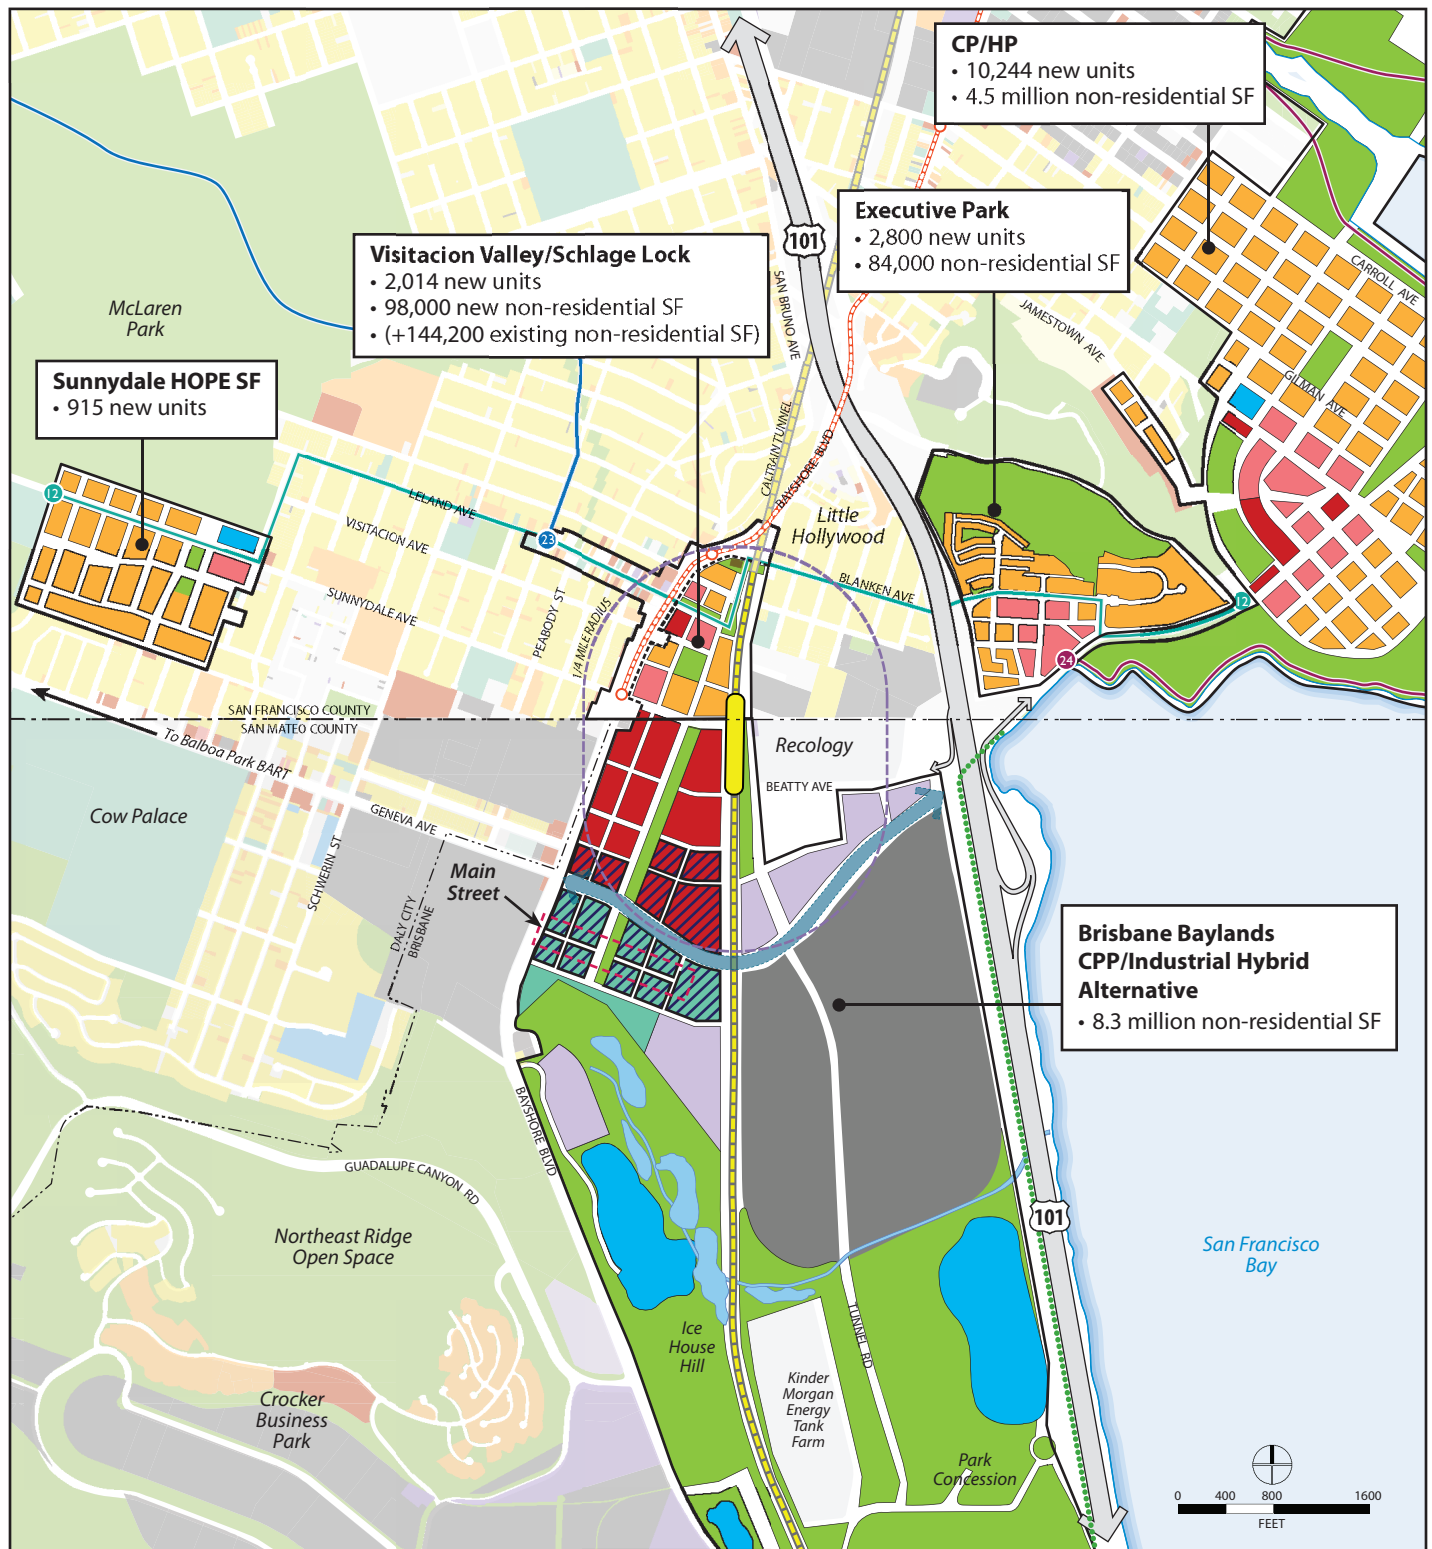 CP/HP
• 10,244 new units
• 4.5 million non-residential SF
Executive Park
• 2,800 new units
• 84,000 non-residential SF
101
Visitacion Valley/Schlage Lock
• 2,014 new units
• 98,000 new non-residential SF
• (+144,200 existing non-residential SF)
McLaren
Park
Sunnydale HOPE SF
• 915 new units
SAN BRUNO AVE
CARROLL AVE
JAMESTOWN AVE
GILMAN AVE
CALTRAIN TUNNEL
BAYSHORE BLVD
Little
Hollywood
12
LELAND AVE
VISITACION AVE
23
BLANKEN AVE
SUNNYDALE AVE
PEABODY ST
1/4 MILE RADIUS
12
24
SAN FRANCISCO COUNTY
SAN MATEO COUNTY
To Balboa Park BART
Recology
BEATTY AVE
Cow Palace
GENEVA AVE
SCHWERIN ST
Main
Street
DALY CITY
BRISBANE
Brisbane Baylands
CPP/Industrial Hybrid
Alternative
• 8.3 million non-residential SF
BAYSHORE BLVD
GUADALUPE CANYON RD
Northeast Ridge
Open Space
101
San Francisco
Bay
Ice
House
Hill
TUNNEL RD
Kinder
Morgan
Energy
Tank
Farm
Crocker
Business
Park
Park
Concession
0 400 800 1600
FEET